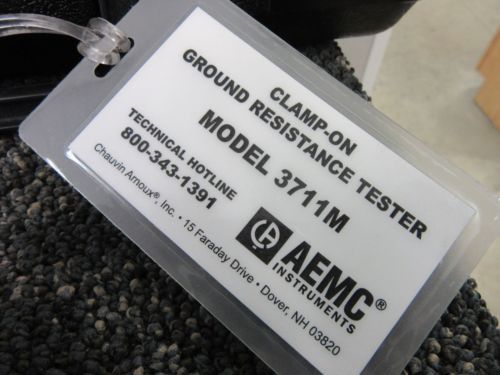 CLAMP-ON
GROUND RESISTANCE TESTER
MODEL 3711M
TECHNICAL HOTLINE
800-343-1391
AEMC®
INSTRUMENTS
Chauvin Arnoux®, Inc. • 15 Faraday Drive • Dover, NH 03820